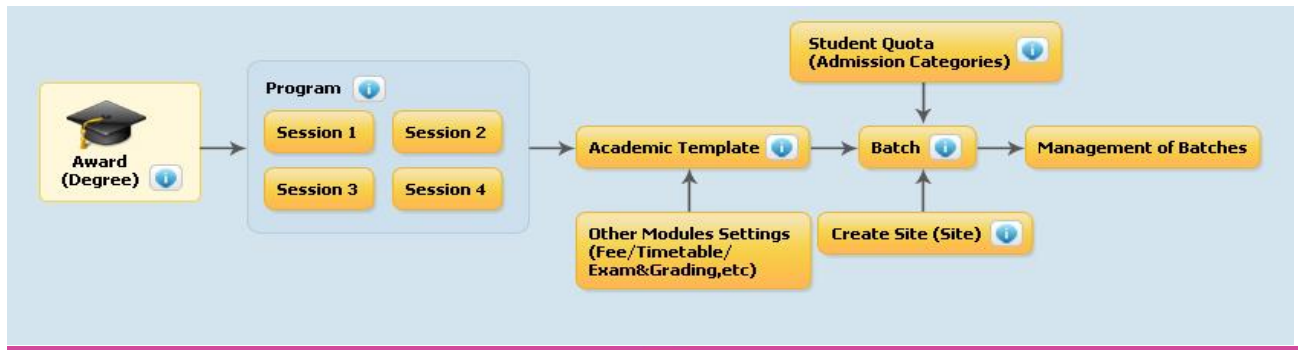 Student Quota
(Admission Categories)
Program
Session 1
Session 2
Award
(Degree)
Academic Template
Batch
Management of Batches
Session 3
Session 4
Other Modules Settings
(Fee/Timetable/
Exam&Grading,etc)
Create Site (Site)